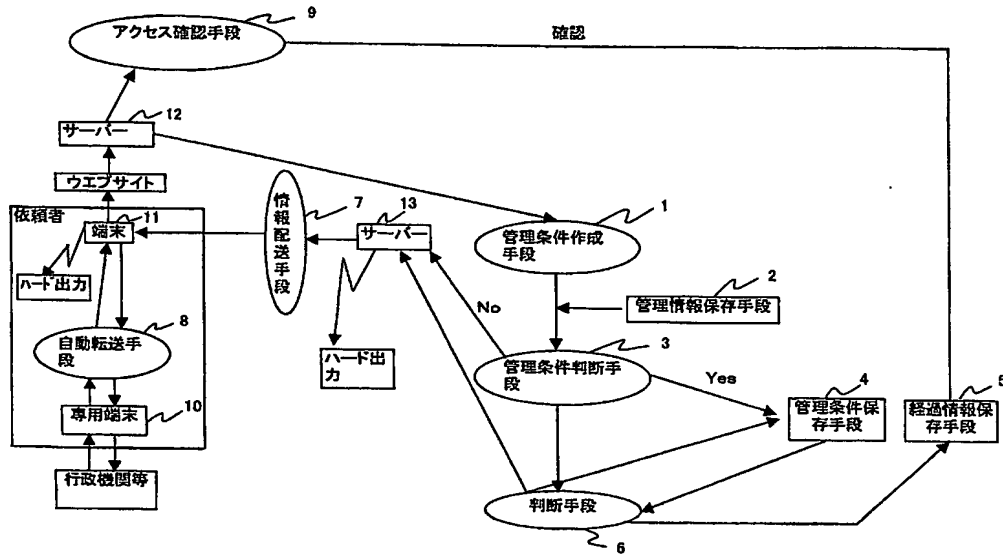 9
アクセス確認手段
確認
12
サーバー
ウエブサイト
依頼者
11
端末
ハード出力
情報配送手段
7
13
サーバー
1
管理条件作成
手段
2
管理情報保存手段
No
ハード出
力
3
管理条件判断手
段
Yes
4
管理条件保
存手段
5
経過情報保
存手段
8
自動転送手
段
専用端末
10
行政機関等
判断手段
6